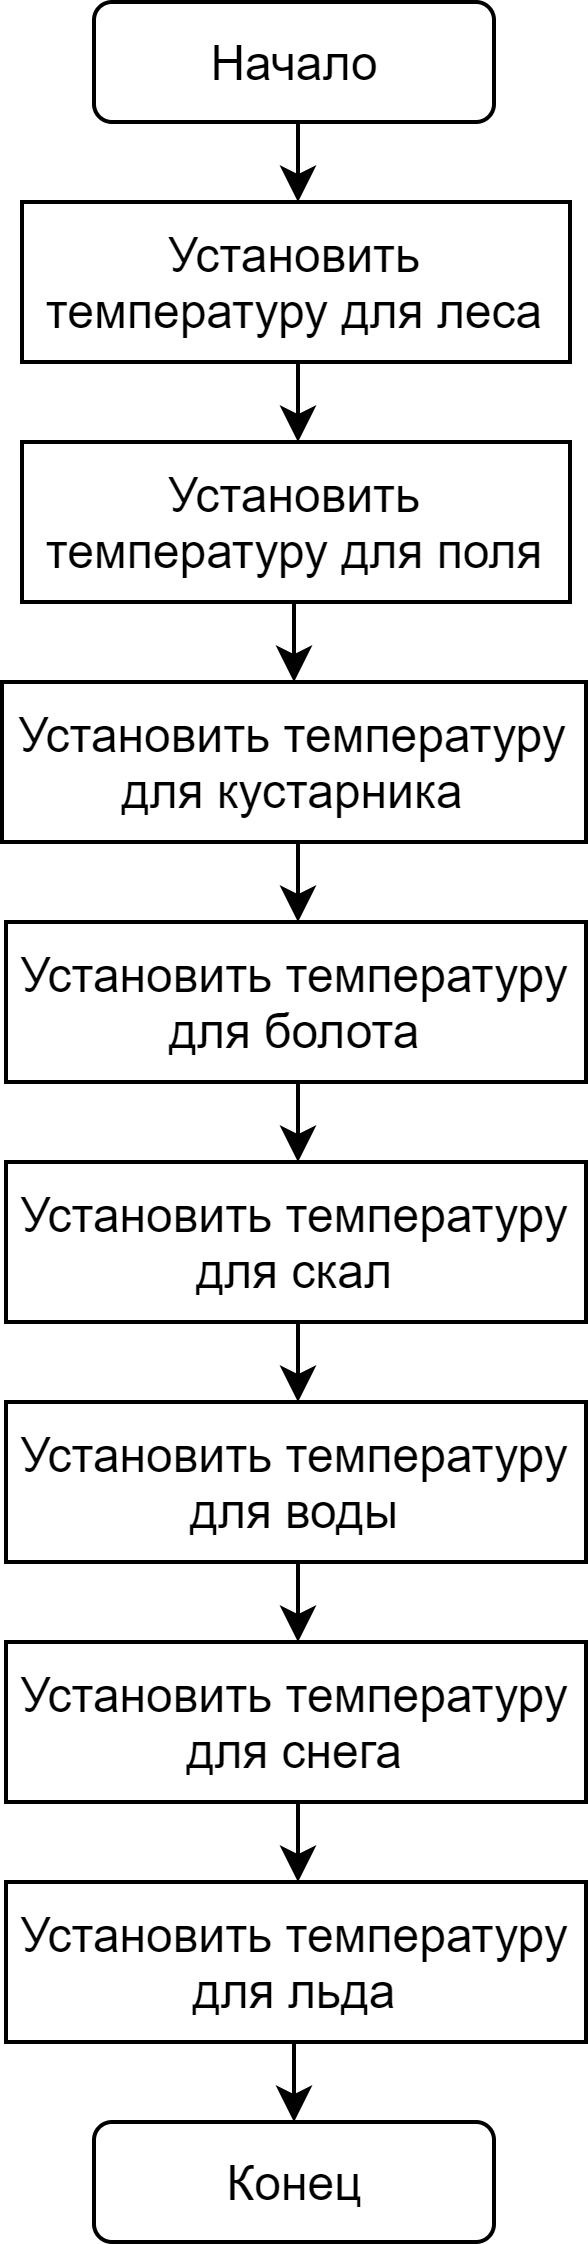 Начало
Установить
температуру для леса
Установить
температуру для поля
Установить температуру
для кустарника
Установить температуру
для болота
Установить температуру
для скал
Установить температуру
для воды
Установить температуру
для снега
Установить температуру
для льда
Конец